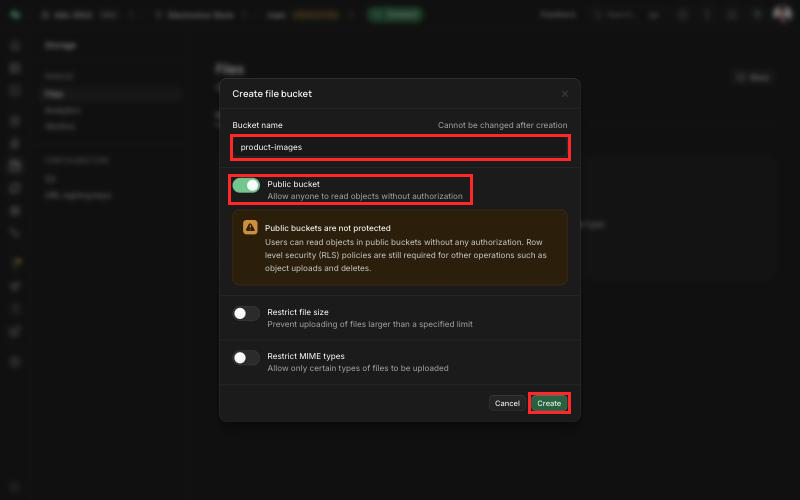 Storage
Files
Create file bucket
Bucket name
Cannot be changed after creation
product-images
Public bucket
Allow anyone to read objects without authorization
Public buckets are not protected
Users can read objects in public buckets without any authorization. Row
level security (RLS) policies are still required for other operations such as
object uploads and deletes.
Restrict file size
Prevent uploading of files larger than a specified limit
Restrict MIME types
Allow only certain types of files to be uploaded
Cancel
Create